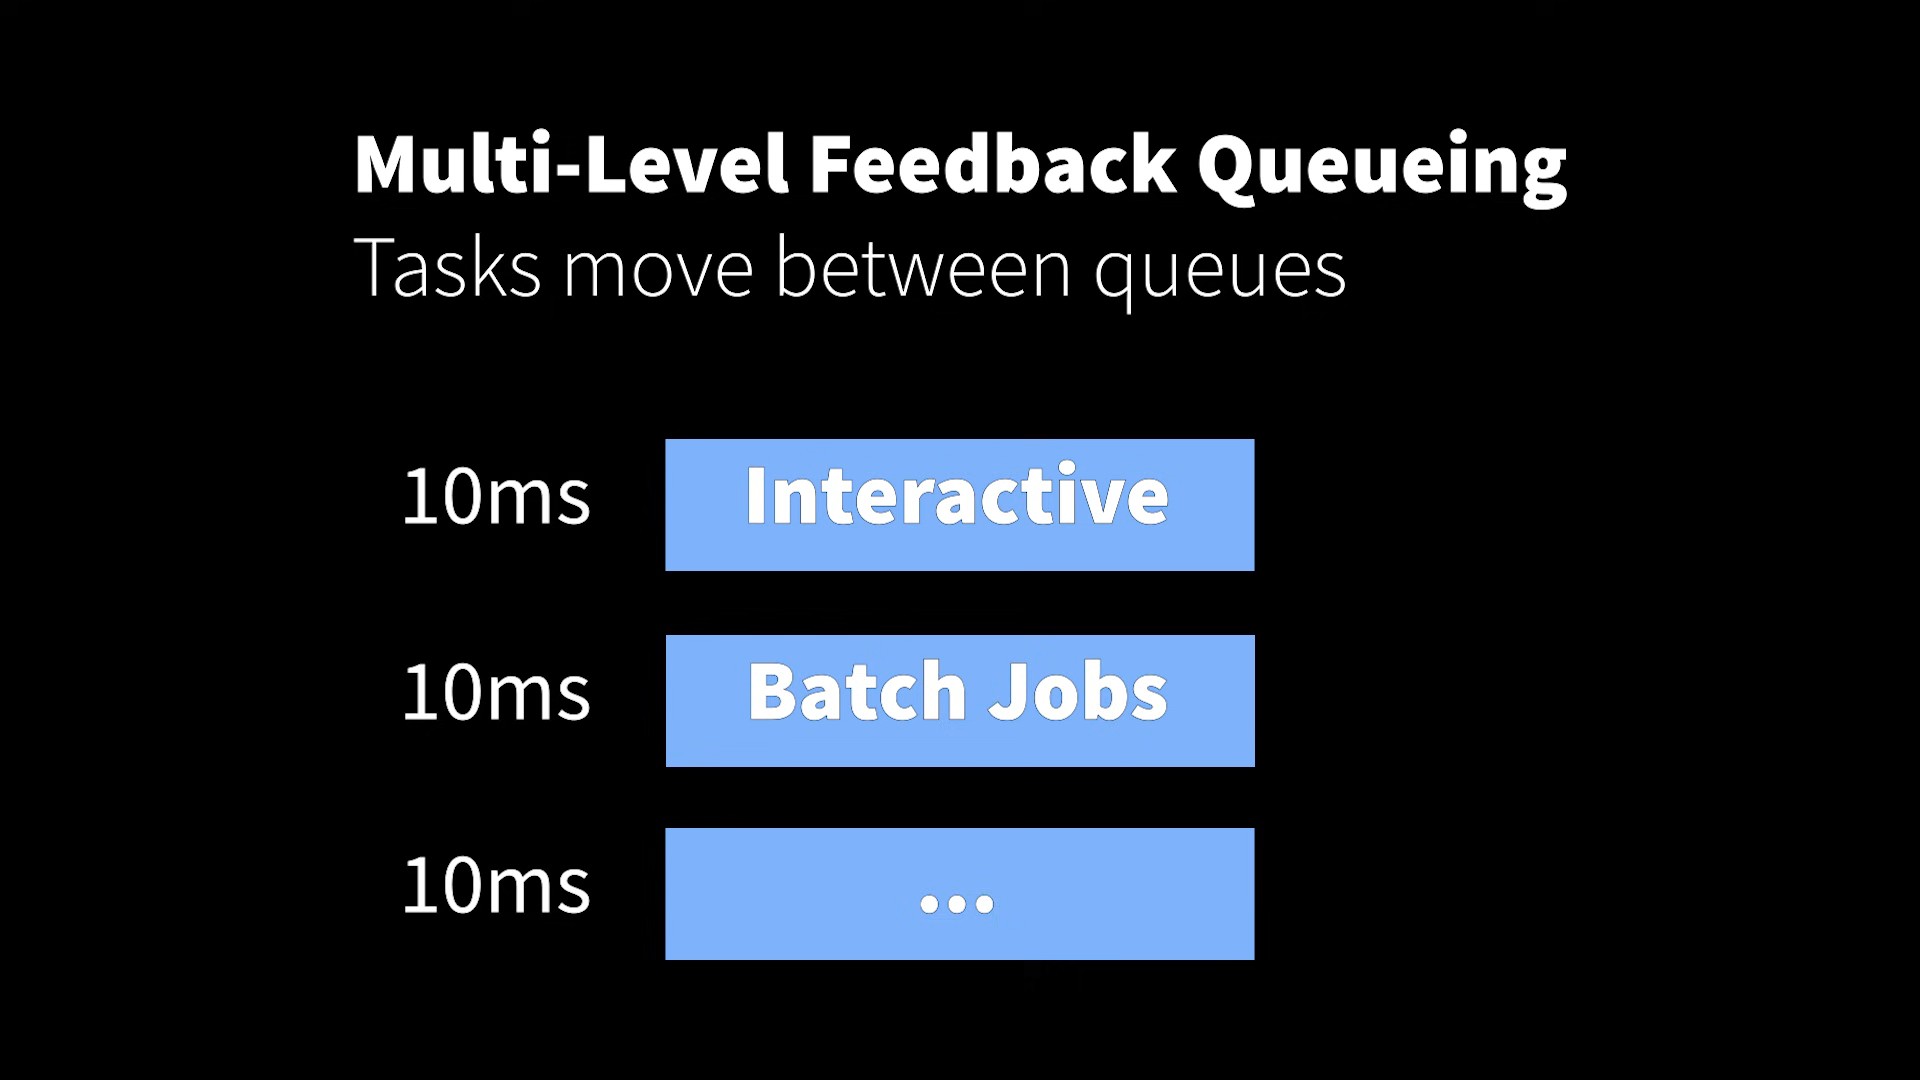 Multi-Level Feedback Queueing
Tasks move between queues
10ms Interactive
10ms Batch Jobs
10ms ...